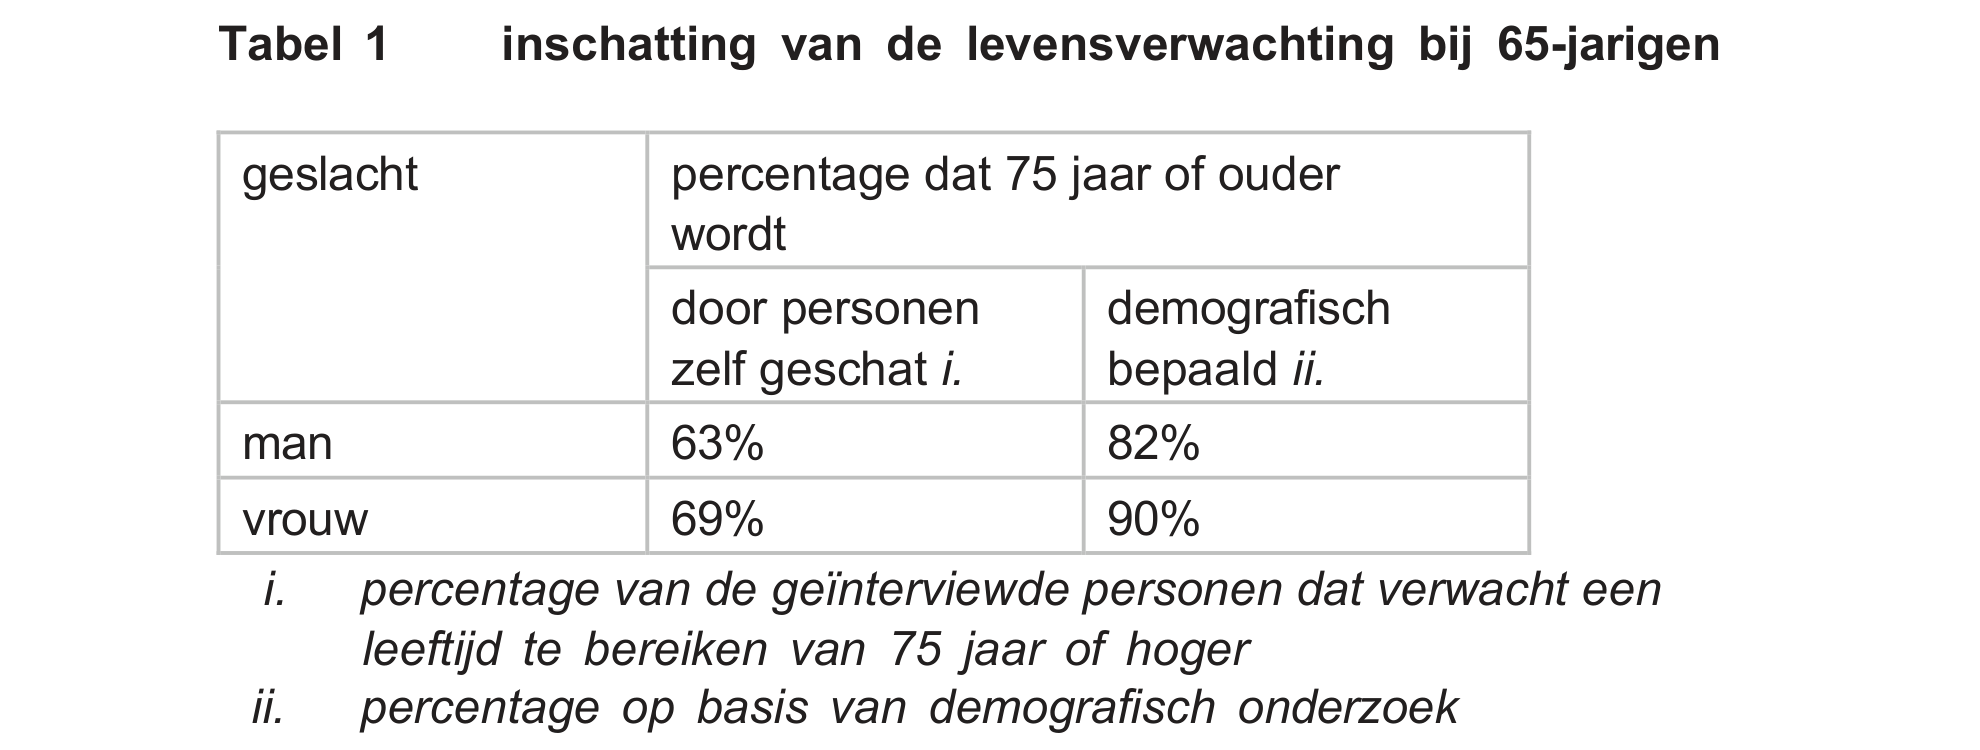 Tabel 1 inschatting van de levensverwachting bij 65-jarigen
geslacht
percentage dat 75 jaar of ouder
wordt
door personen
zelf geschat i.
demografisch
bepaald ii.
man 63% 82%
vrouw 69% 90%
i. percentage van de geïnterviewde personen dat verwacht een
leeftijd te bereiken van 75 jaar of hoger
ii. percentage op basis van demografisch onderzoek